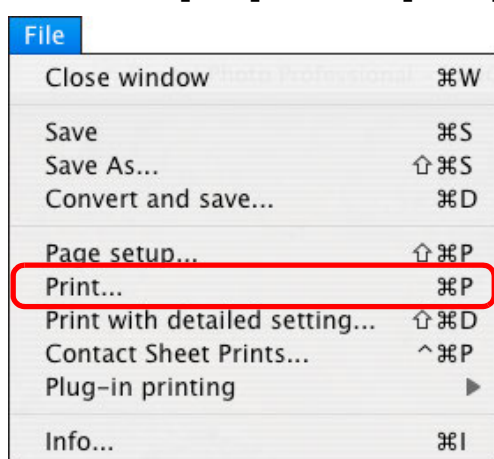 File
Close window ⌘W
Save ⌘S
Save As... ⇧⌘S
Convert and save... ⌘D
Page setup... ⇧⌘P
Print... ⌘P
Print with detailed setting... ⇧⌘D
Contact Sheet Prints... ^⌘P
Plug-in printing ▶
Info... ⌘I